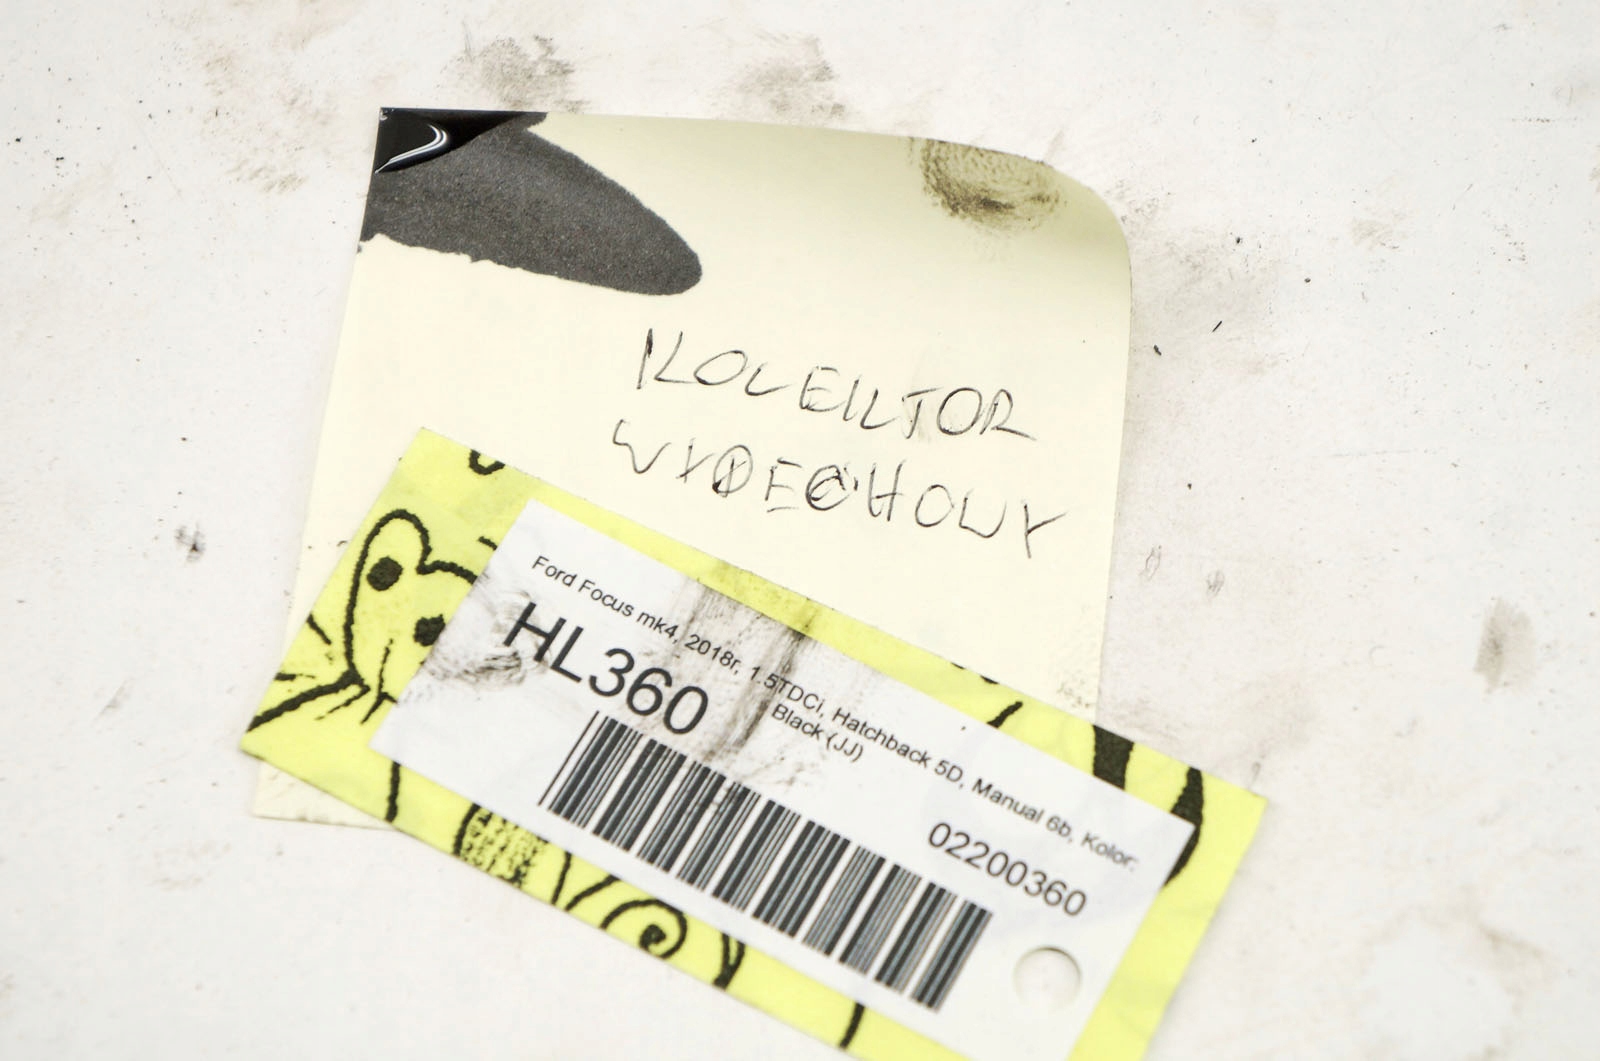 KOLEKTOR
WYDECHOWY
Ford Focus mk4, 2018r, 1.5TDCi, Hatchback 5D, Manual 6b, Kolor:
Black (JJ)
HL360
02200360